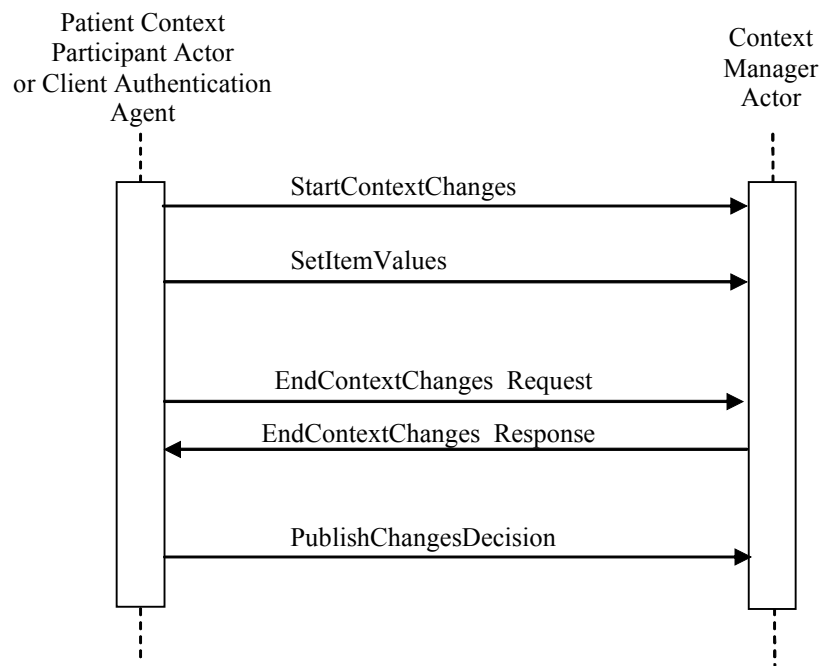 Patient Context
Participant Actor
or Client Authentication
Agent
Context
Manager
Actor
StartContextChanges
SetItemValues
EndContextChanges Request
EndContextChanges Response
PublishChangesDecision